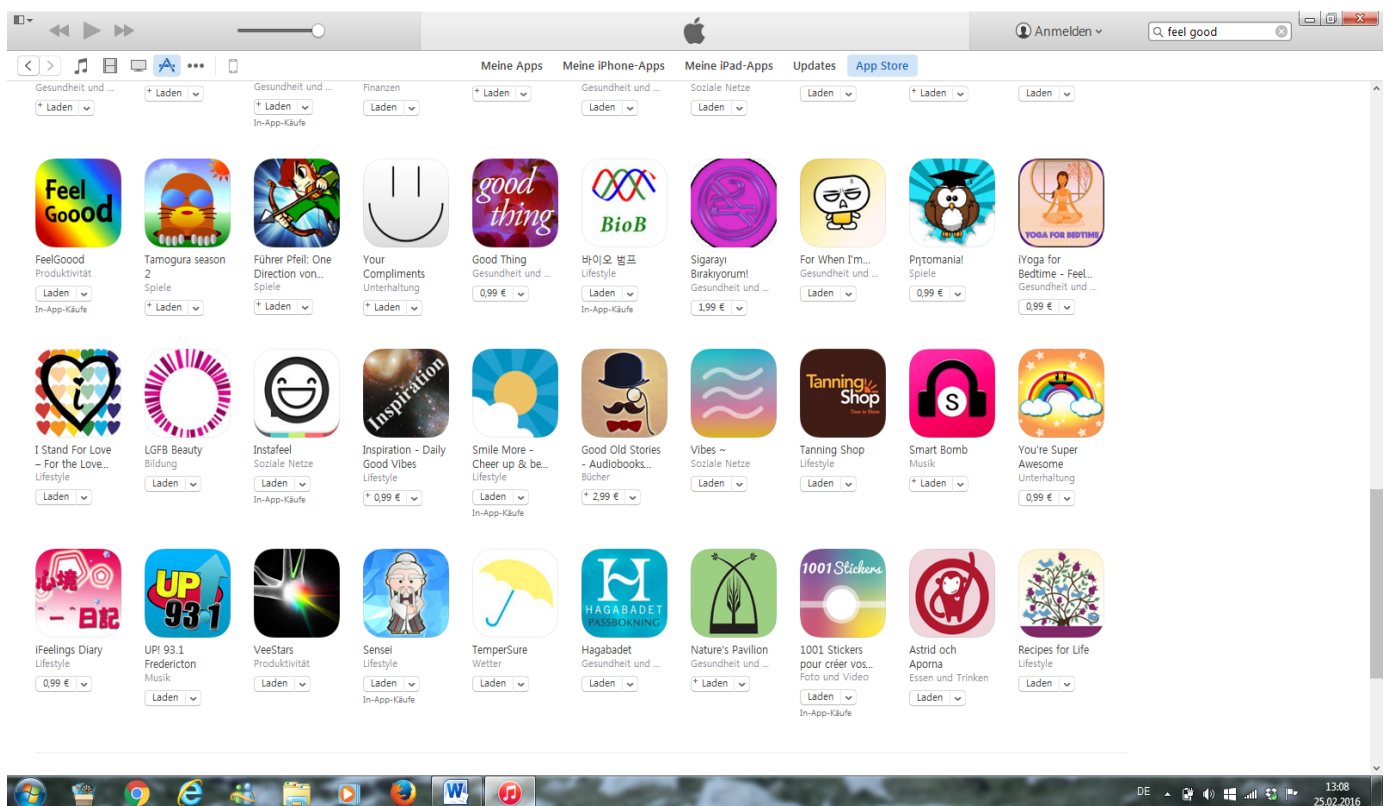 Anmelden
feel good
Meine Apps Meine iPhone-Apps Meine iPad-Apps Updates App Store
Gesundheit und ... Gesundheit und ... Finanzen Gesundheit und ... Soziale Netze
+ Laden + Laden + Laden Laden + Laden Laden Laden Laden + Laden Laden
In-App-Käufe
Feel Goood
good thing
BioB
YOGA FOR BEDTIME
FeelGoood
Produktivität
Laden
In-App-Käufe
Tamogura season
2
Spiele
+ Laden
Führer Pfeil: One
Direction von...
Spiele
+ Laden
Your
Compliments
Unterhaltung
+ Laden
Good Thing
Gesundheit und ...
0,99 €
바이오 범프
Lifestyle
Laden
In-App-Käufe
Sigarayı
Bırakıyorum!
Gesundheit und ...
1,99 €
For When I'm...
Gesundheit und ...
Laden
Pητomania!
Spiele
0,99 €
iYoga for
Bedtime - Feel...
Gesundheit und ...
0,99 €
i
Inspiration
Tanning
Shop
Time to Shine
S
I Stand For Love
– For the Love...
Lifestyle
Laden
LGFB Beauty
Bildung
Laden
Instafeel
Soziale Netze
Laden
In-App-Käufe
Inspiration - Daily
Good Vibes
Lifestyle
+ 0,99 €
Smile More -
Cheer up & be...
Lifestyle
Laden
In-App-Käufe
Good Old Stories
- Audiobooks...
Bücher
+ 2,99 €
Vibes ~
Soziale Netze
Laden
Tanning Shop
Lifestyle
Laden
Smart Bomb
Musik
+ Laden
You're Super
Awesome
Unterhaltung
0,99 €
心境
日記
UP!
93.1
H
HAGABADET
PASSBOKNING
1001 Stickers
iFeelings Diary
Lifestyle
0,99 €
UP! 93.1
Fredericton
Musik
Laden
VeeStars
Produktivität
Laden
Sensei
Lifestyle
Laden
In-App-Käufe
TemperSure
Wetter
Laden
Hagabadet
Gesundheit und ...
Laden
Nature's Pavilion
Gesundheit und ...
+ Laden
1001 Stickers
pour créer vos...
Foto und Video
Laden
In-App-Käufe
Astrid och
Aporna
Essen und Trinken
Laden
Recipes for Life
Lifestyle
Laden
W
DE
13:08
25.02.2016